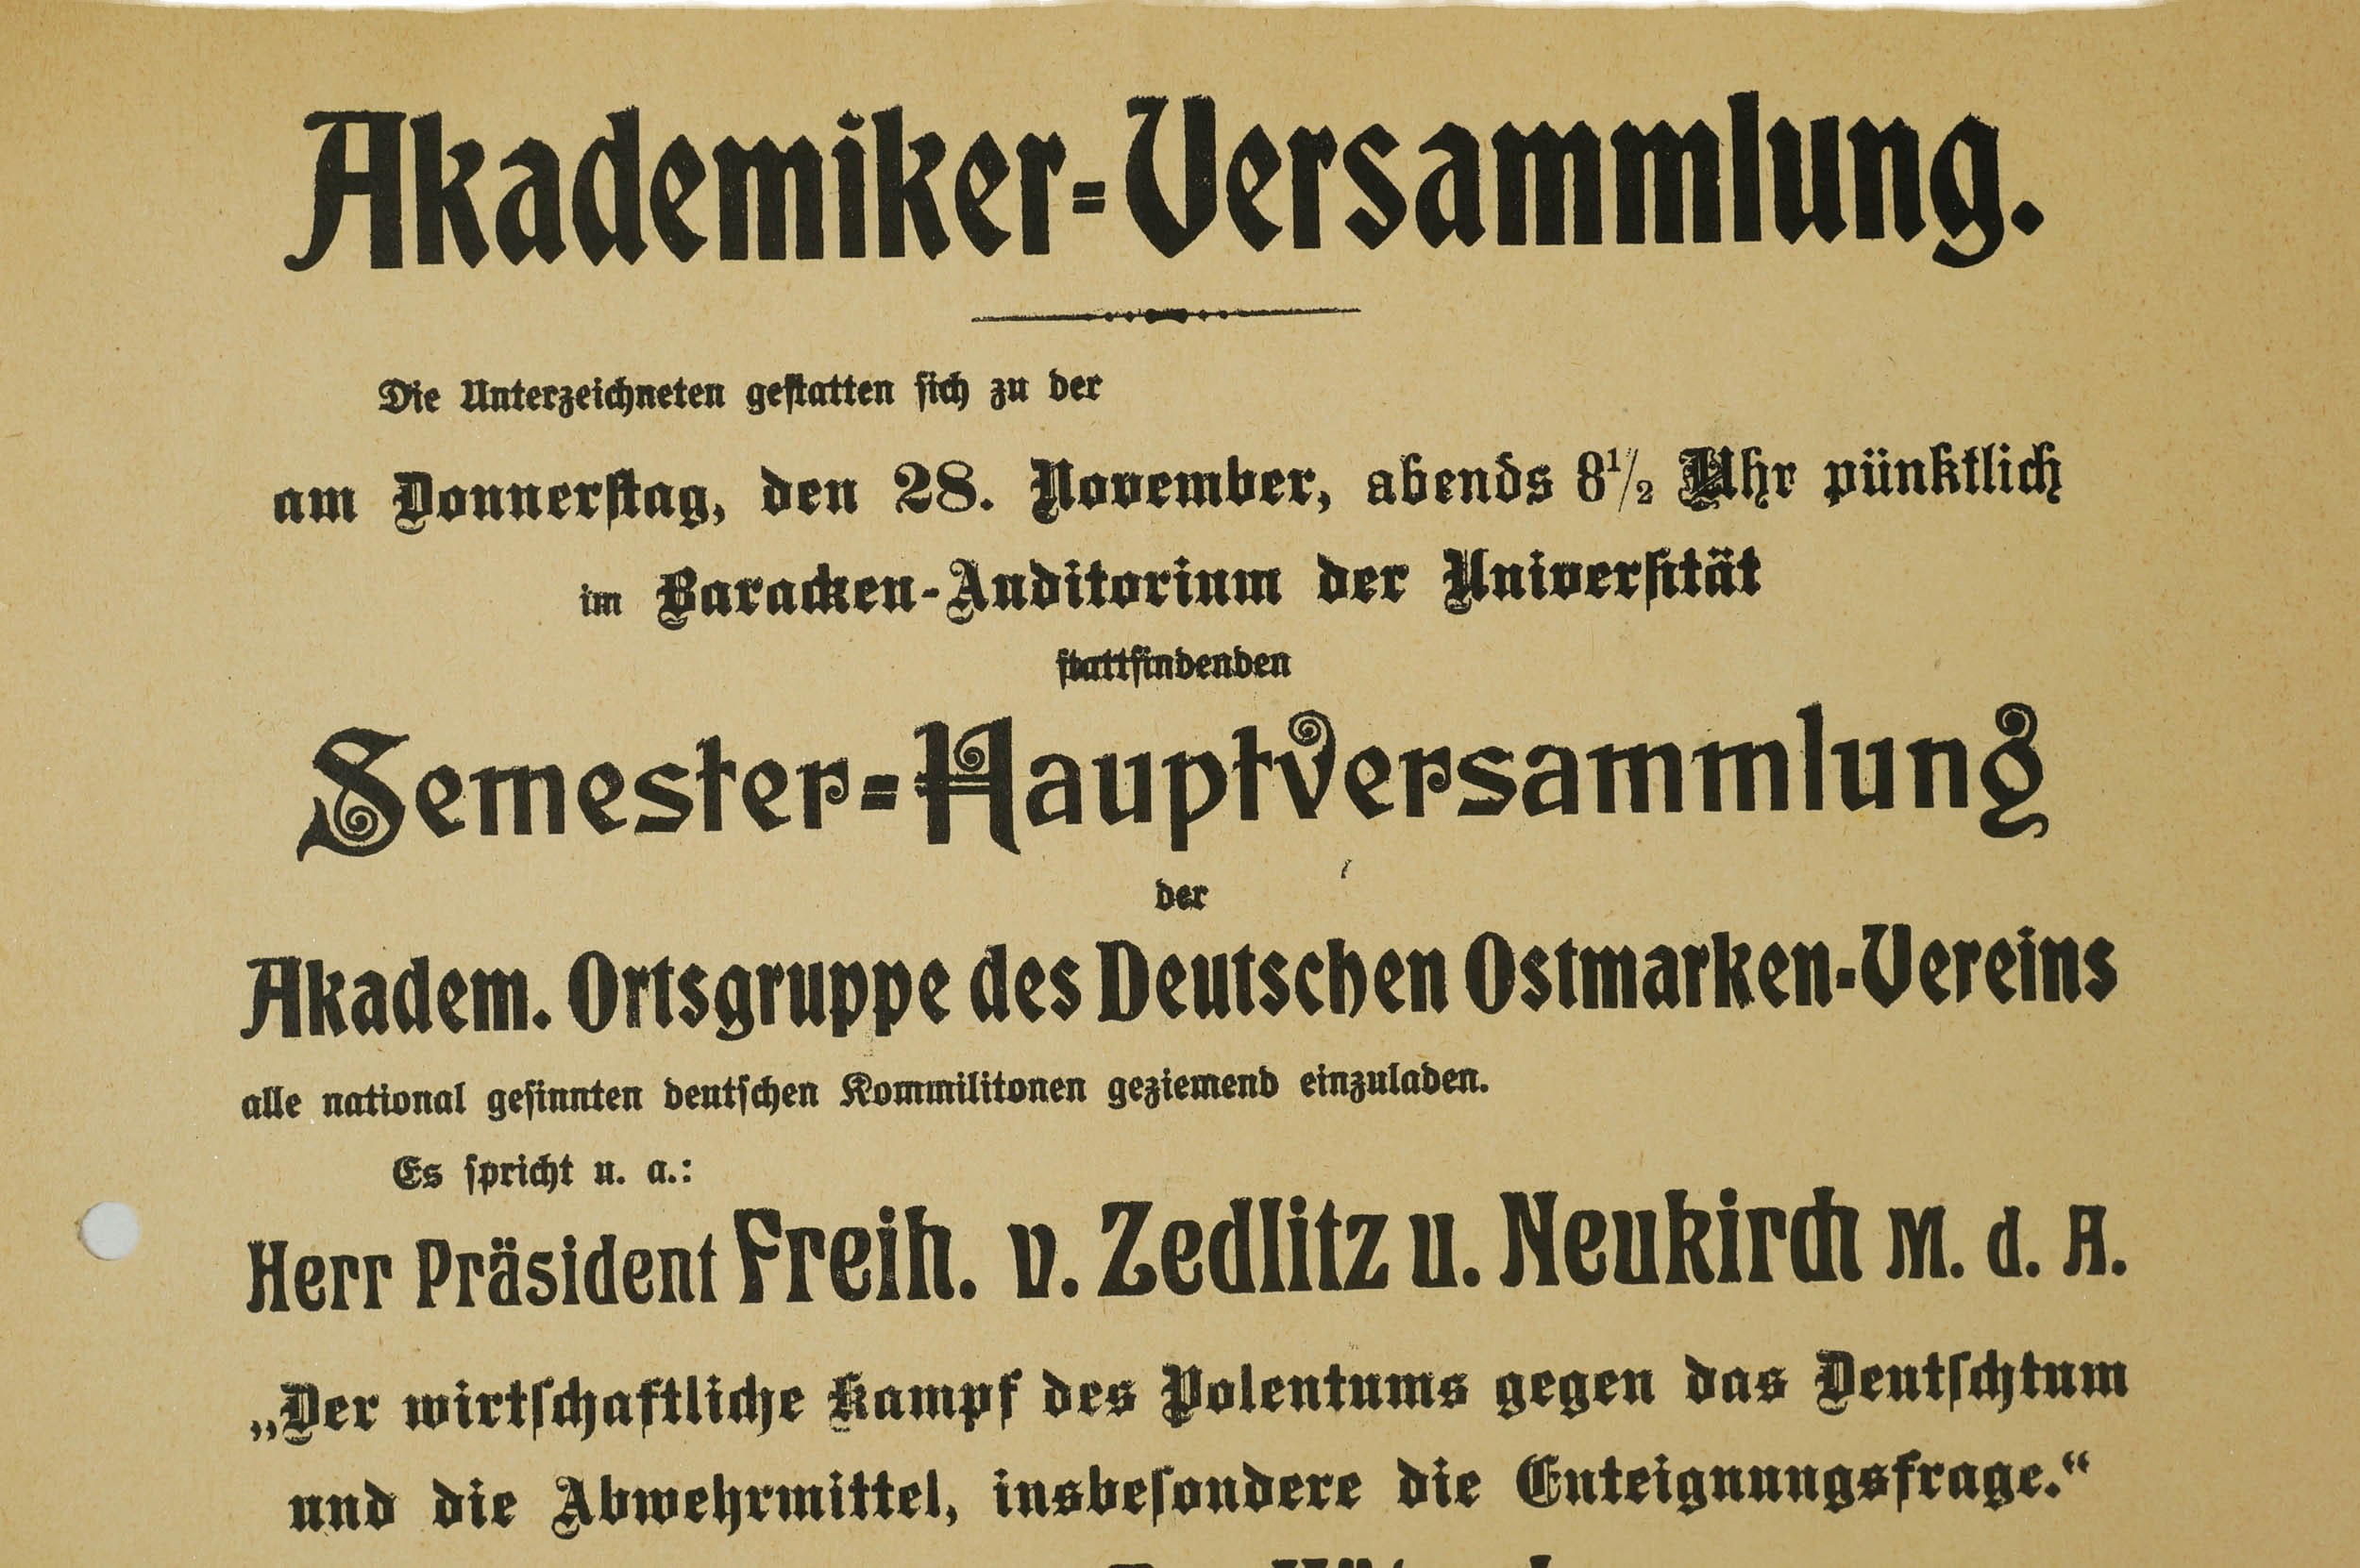 Akademiker=Versammlung.
Die Unterzeichneten gestatten sich zu der
am Donnerstag, den 28. November, abends 8½ Uhr pünktlich
im Baracken-Auditorium der Universität
stattfindenden
Semester=Hauptversammlung
der
Akadem. Ortsgruppe des Deutschen Ostmarken-Vereins
alle national gesinnten deutschen Kommilitonen geziemend einzuladen.
Es spricht u. a.:
Herr Präsident Freih. v. Zedlitz u. Neukirch M. d. A.
„Der wirtschaftliche Kampf des Polentums gegen das Deutschtum
und die Abwehrmittel, insbesondere die Enteignungsfrage.“